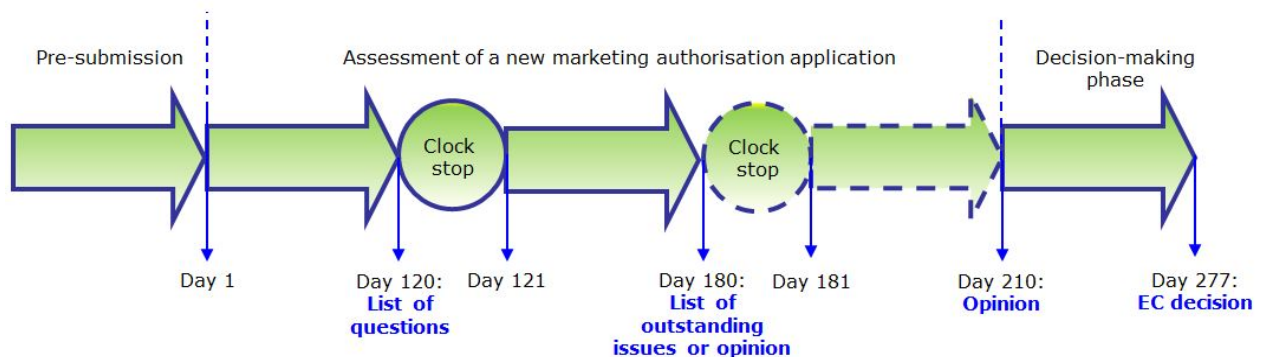 Pre-submission
Assessment of a new marketing authorisation application
Decision-making
phase
Clock
stop
Clock
stop
Day 1
Day 120:
List of
questions
Day 121
Day 180:
List of
outstanding
issues or opinion
Day 181
Day 210:
Opinion
Day 277:
EC decision